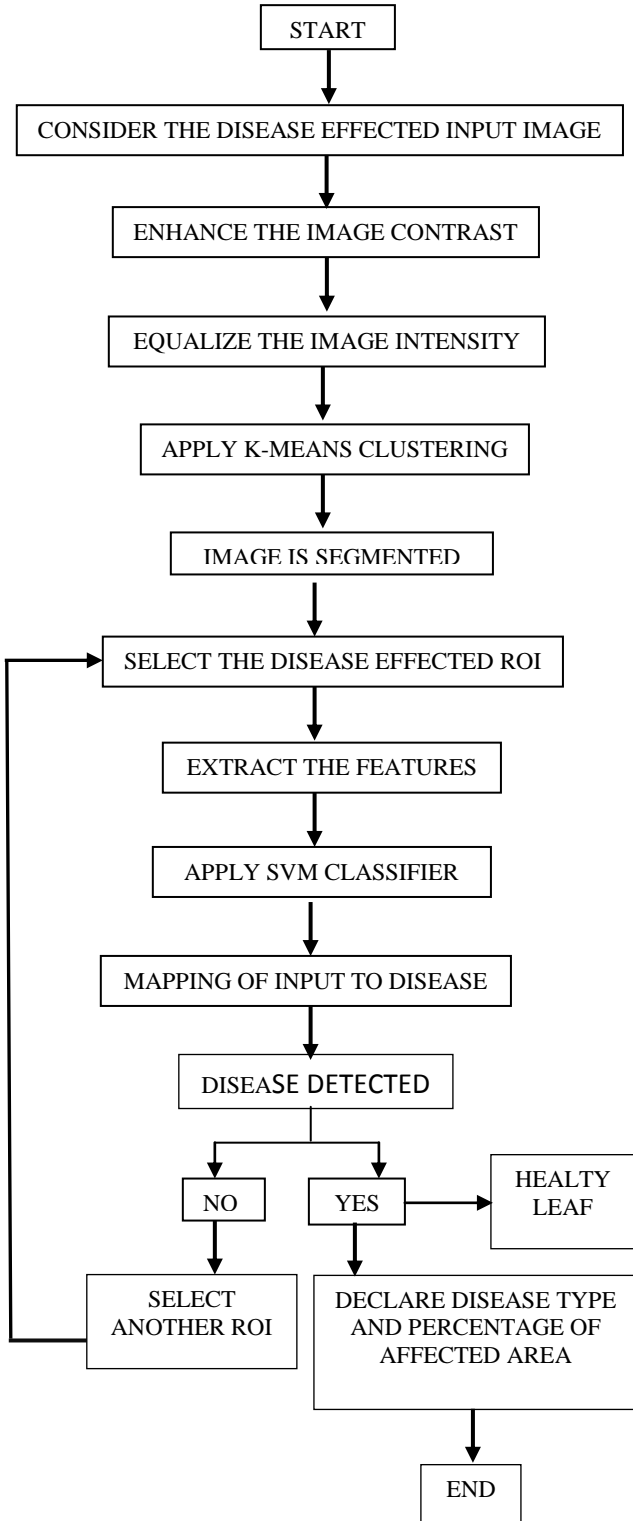 START
CONSIDER THE DISEASE EFFECTED INPUT IMAGE
ENHANCE THE IMAGE CONTRAST
EQUALIZE THE IMAGE INTENSITY
APPLY K-MEANS CLUSTERING
IMAGE IS SEGMENTED
SELECT THE DISEASE EFFECTED ROI
EXTRACT THE FEATURES
APPLY SVM CLASSIFIER
MAPPING OF INPUT TO DISEASE
DISEASE DETECTED
NO
YES
HEALTY
LEAF
SELECT
ANOTHER ROI
DECLARE DISEASE TYPE
AND PERCENTAGE OF
AFFECTED AREA
END